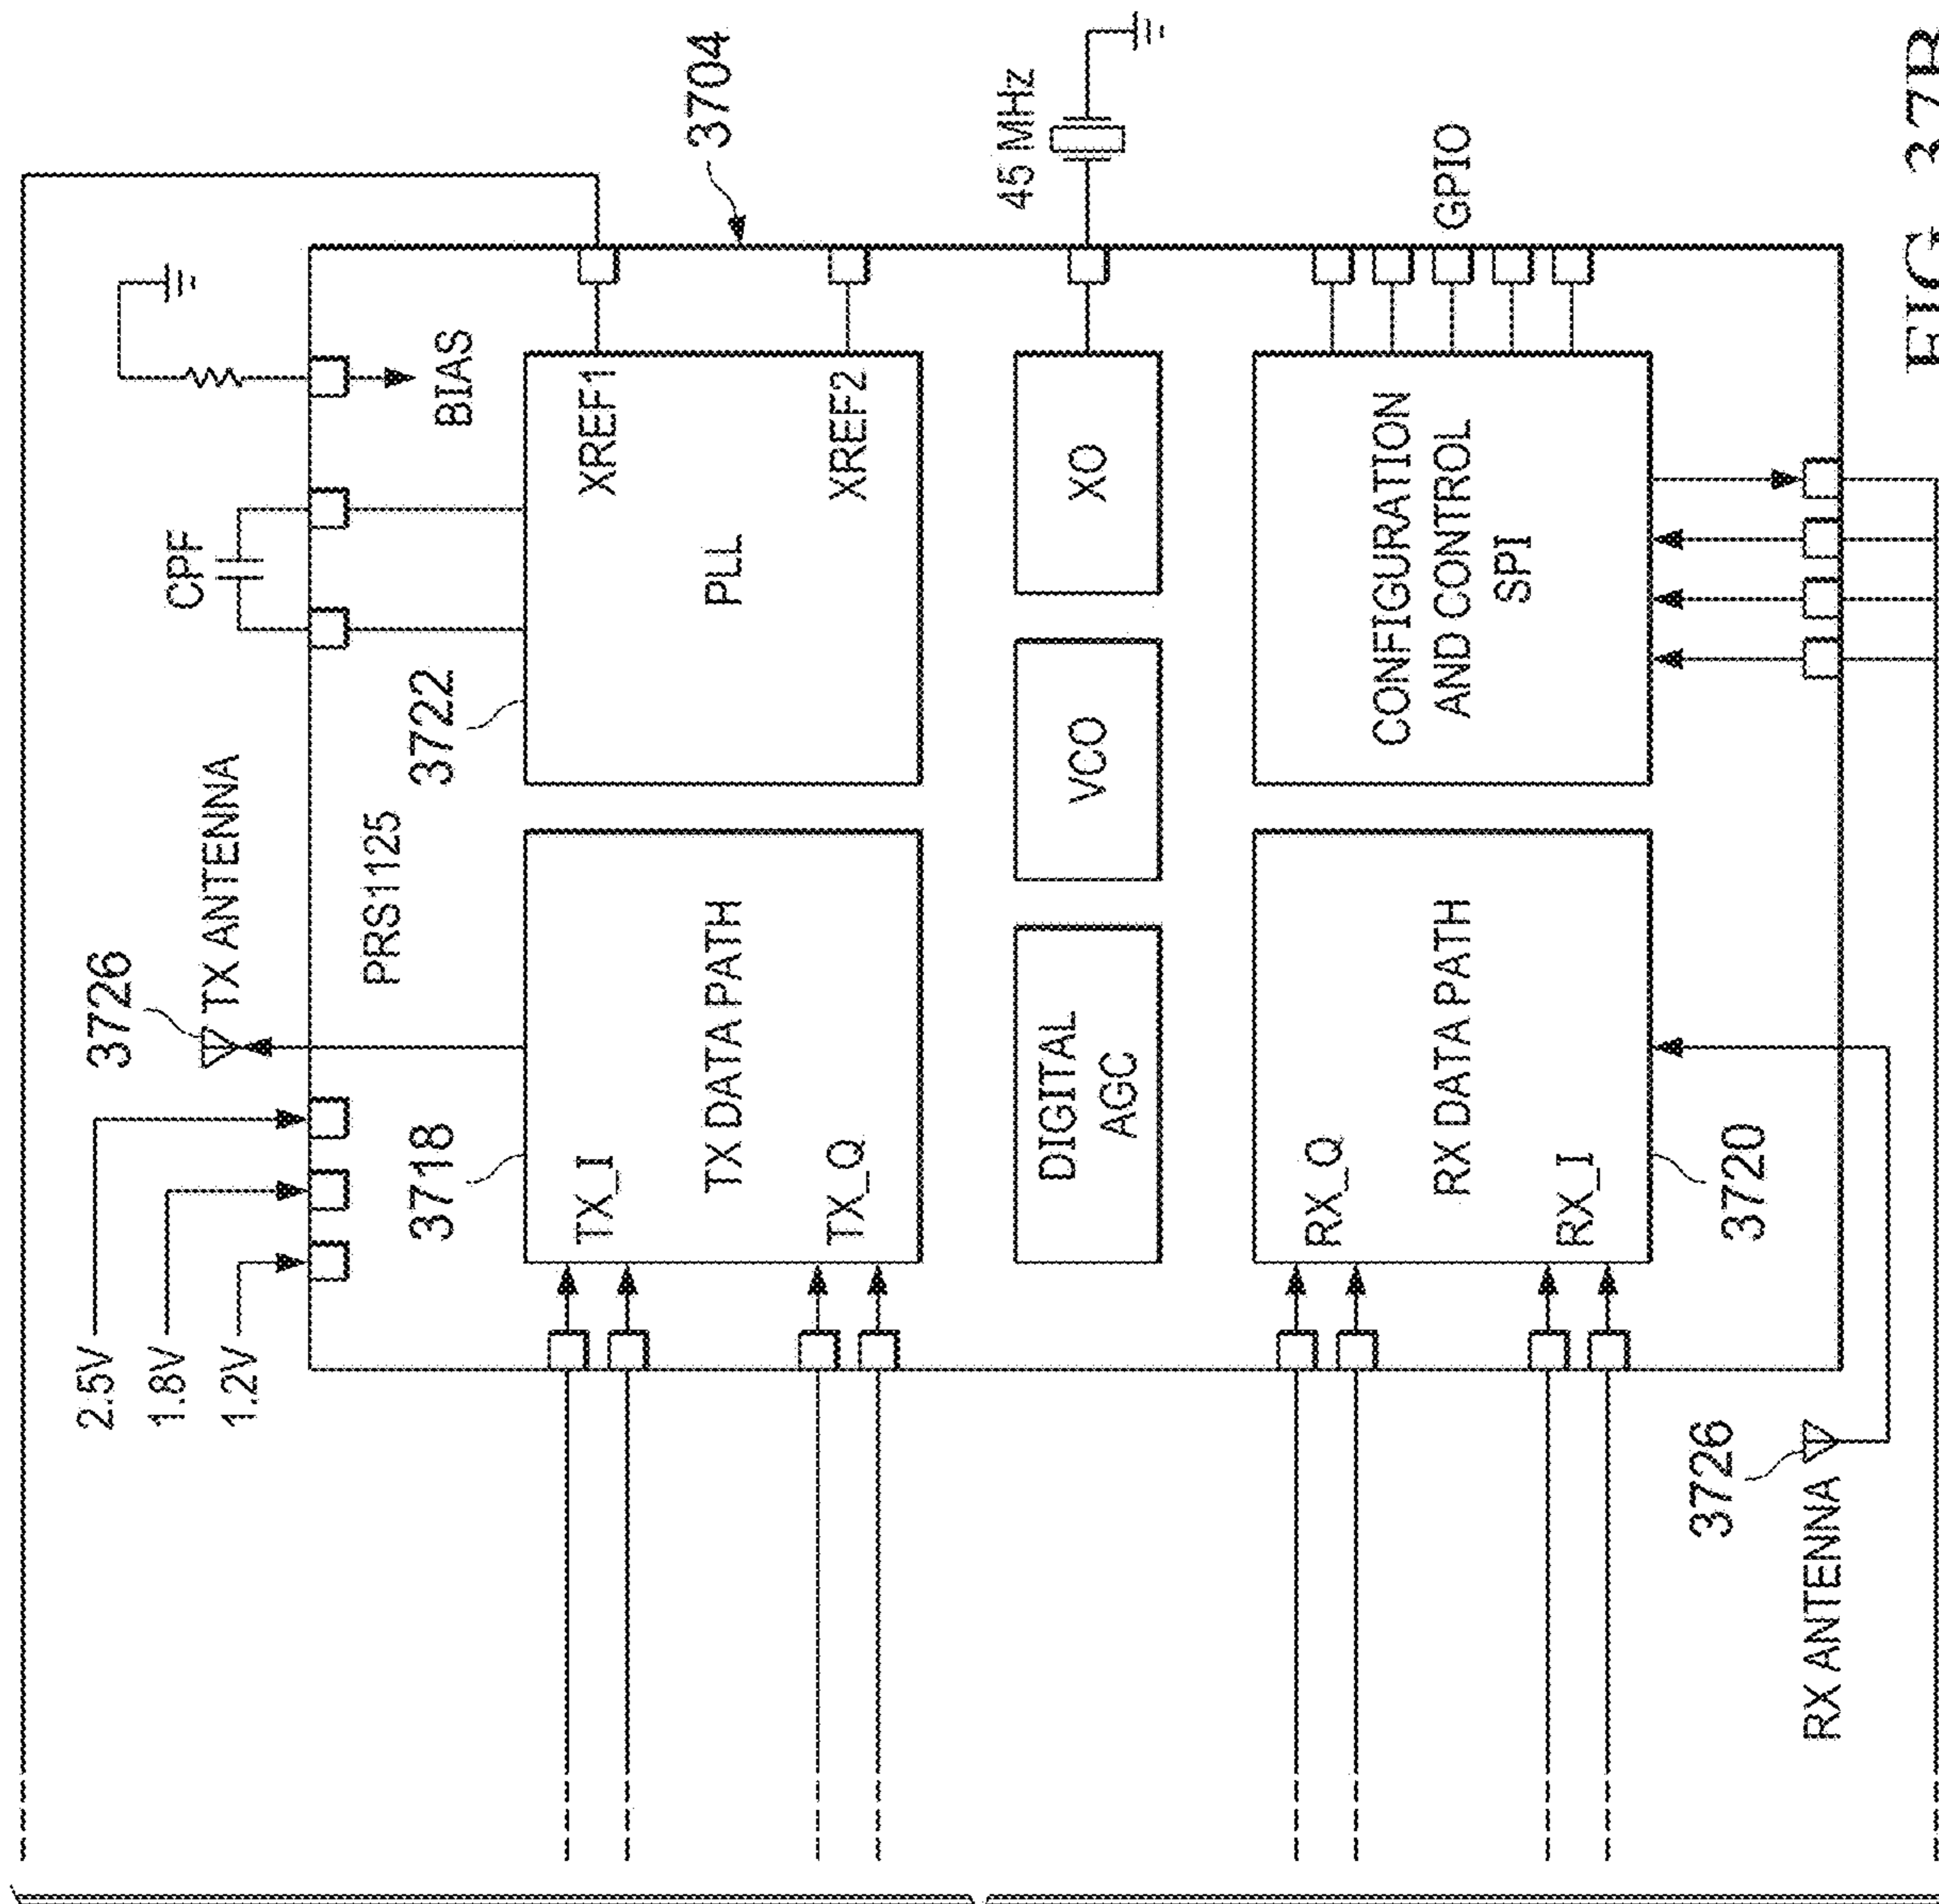 2.5V
1.8V
1.2V
3726
TX ANTENNA
CPF
PRS1125
BIAS
3704
3718
3722
TX_I
TX DATA PATH
TX_Q
XREF1
PLL
XREF2
DIGITAL
AGC
VCO
XO
45 MHz
RX_Q
RX DATA PATH
RX_I
CONFIGURATION
AND CONTROL
SPI
GPIO
3720
3726
RX ANTENNA
FIG. 37B